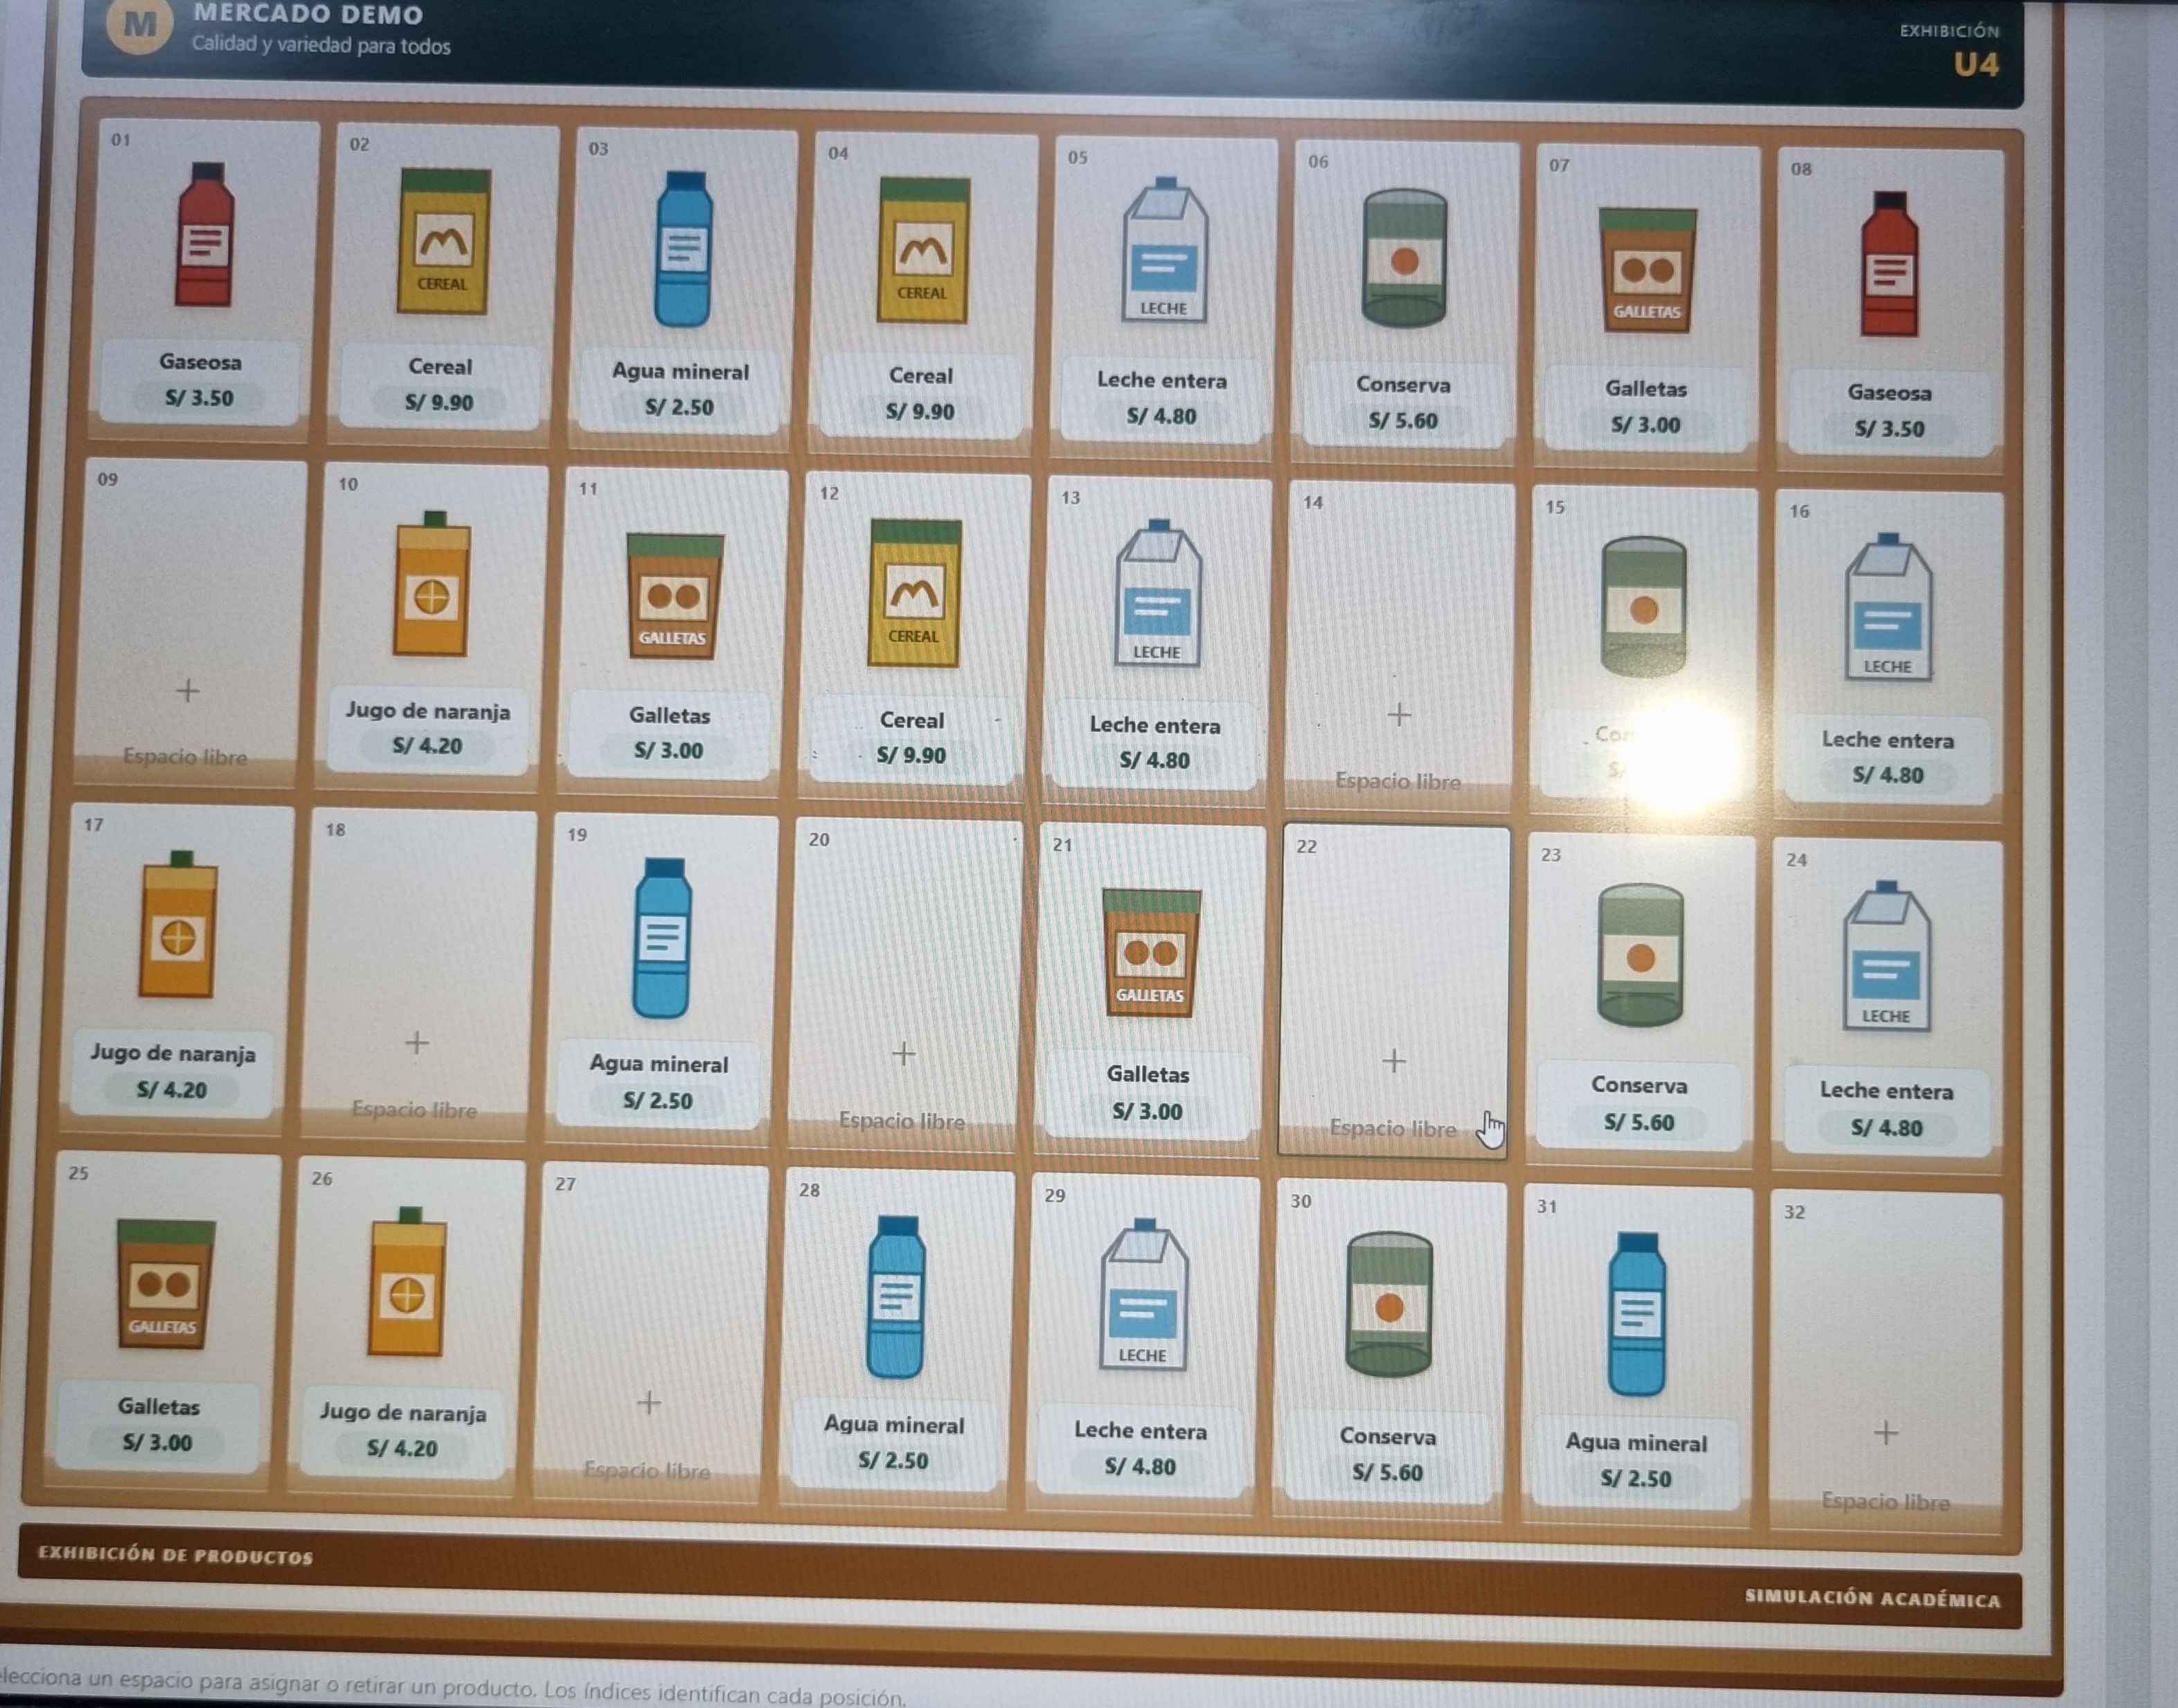 M
MERCADO DEMO
Calidad y variedad para todos
EXHIBICIÓN
U4
01
Gaseosa
S/ 3.50
02
CEREAL
Cereal
S/ 9.90
03
Agua mineral
S/ 2.50
04
CEREAL
Cereal
S/ 9.90
05
LECHE
Leche entera
S/ 4.80
06
Conserva
S/ 5.60
07
GALLETAS
Galletas
S/ 3.00
08
Gaseosa
S/ 3.50
09
+
Espacio libre
10
Jugo de naranja
S/ 4.20
11
GALLETAS
Galletas
S/ 3.00
12
CEREAL
Cereal
S/ 9.90
13
LECHE
Leche entera
S/ 4.80
14
+
Espacio libre
15
16
LECHE
Leche entera
S/ 4.80
17
Jugo de naranja
S/ 4.20
18
+
Espacio libre
19
Agua mineral
S/ 2.50
20
+
Espacio libre
21
GALLETAS
Galletas
S/ 3.00
22
+
Espacio libre
23
Conserva
S/ 5.60
24
LECHE
Leche entera
S/ 4.80
25
GALLETAS
Galletas
S/ 3.00
26
Jugo de naranja
S/ 4.20
27
+
Espacio libre
28
Agua mineral
S/ 2.50
29
LECHE
Leche entera
S/ 4.80
30
Conserva
S/ 5.60
31
Agua mineral
S/ 2.50
32
+
Espacio libre
EXHIBICIÓN DE PRODUCTOS
SIMULACIÓN ACADÉMICA
un espacio para asignar o retirar un producto. Los índices identifican cada posición.